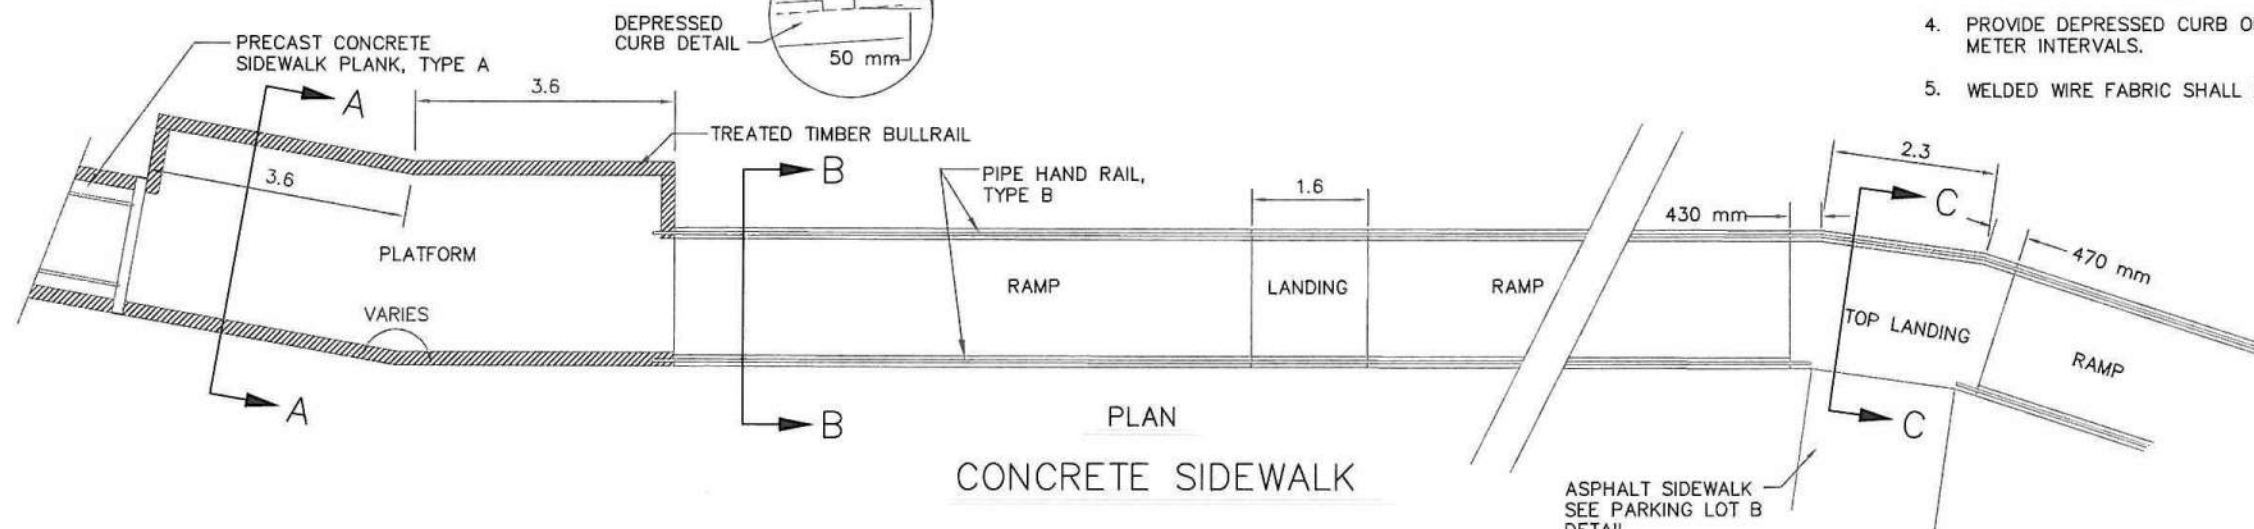 DEPRESSED
CURB DETAIL
50 mm
4. PROVIDE DEPRESSED CURB
METER INTERVALS.
5. WELDED WIRE FABRIC SHALL
PRECAST CONCRETE
SIDEWALK PLANK, TYPE A
A
3.6
TREATED TIMBER BULLRAIL
B
PIPE HAND RAIL,
TYPE B
1.6
2.3
C
430 mm
470 mm
3.6
PLATFORM
RAMP
LANDING
RAMP
TOP LANDING
RAMP
VARIES
A
B
C
PLAN
CONCRETE SIDEWALK
ASPHALT SIDEWALK
SEE PARKING LOT B
DETAIL